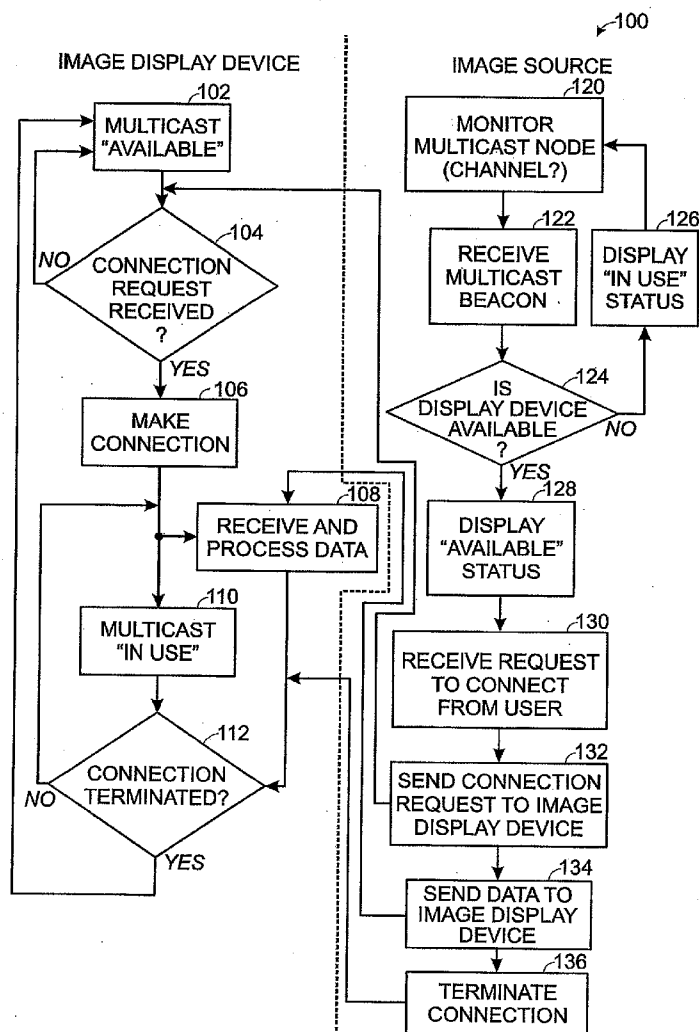 100
IMAGE DISPLAY DEVICE
102
MULTICAST
"AVAILABLE"
104
CONNECTION
REQUEST
RECEIVED
?
NO
YES
106
MAKE
CONNECTION
108
RECEIVE AND
PROCESS DATA
110
MULTICAST
"IN USE"
112
CONNECTION
TERMINATED?
NO
YES
IMAGE SOURCE
120
MONITOR
MULTICAST NODE
(CHANNEL?)
122
RECEIVE
MULTICAST
BEACON
126
DISPLAY
"IN USE"
STATUS
124
IS
DISPLAY DEVICE
AVAILABLE
?
NO
YES
128
DISPLAY
"AVAILABLE"
STATUS
130
RECEIVE REQUEST
TO CONNECT
FROM USER
132
SEND CONNECTION
REQUEST TO IMAGE
DISPLAY DEVICE
134
SEND DATA TO
IMAGE DISPLAY
DEVICE
136
TERMINATE
CONNECTION